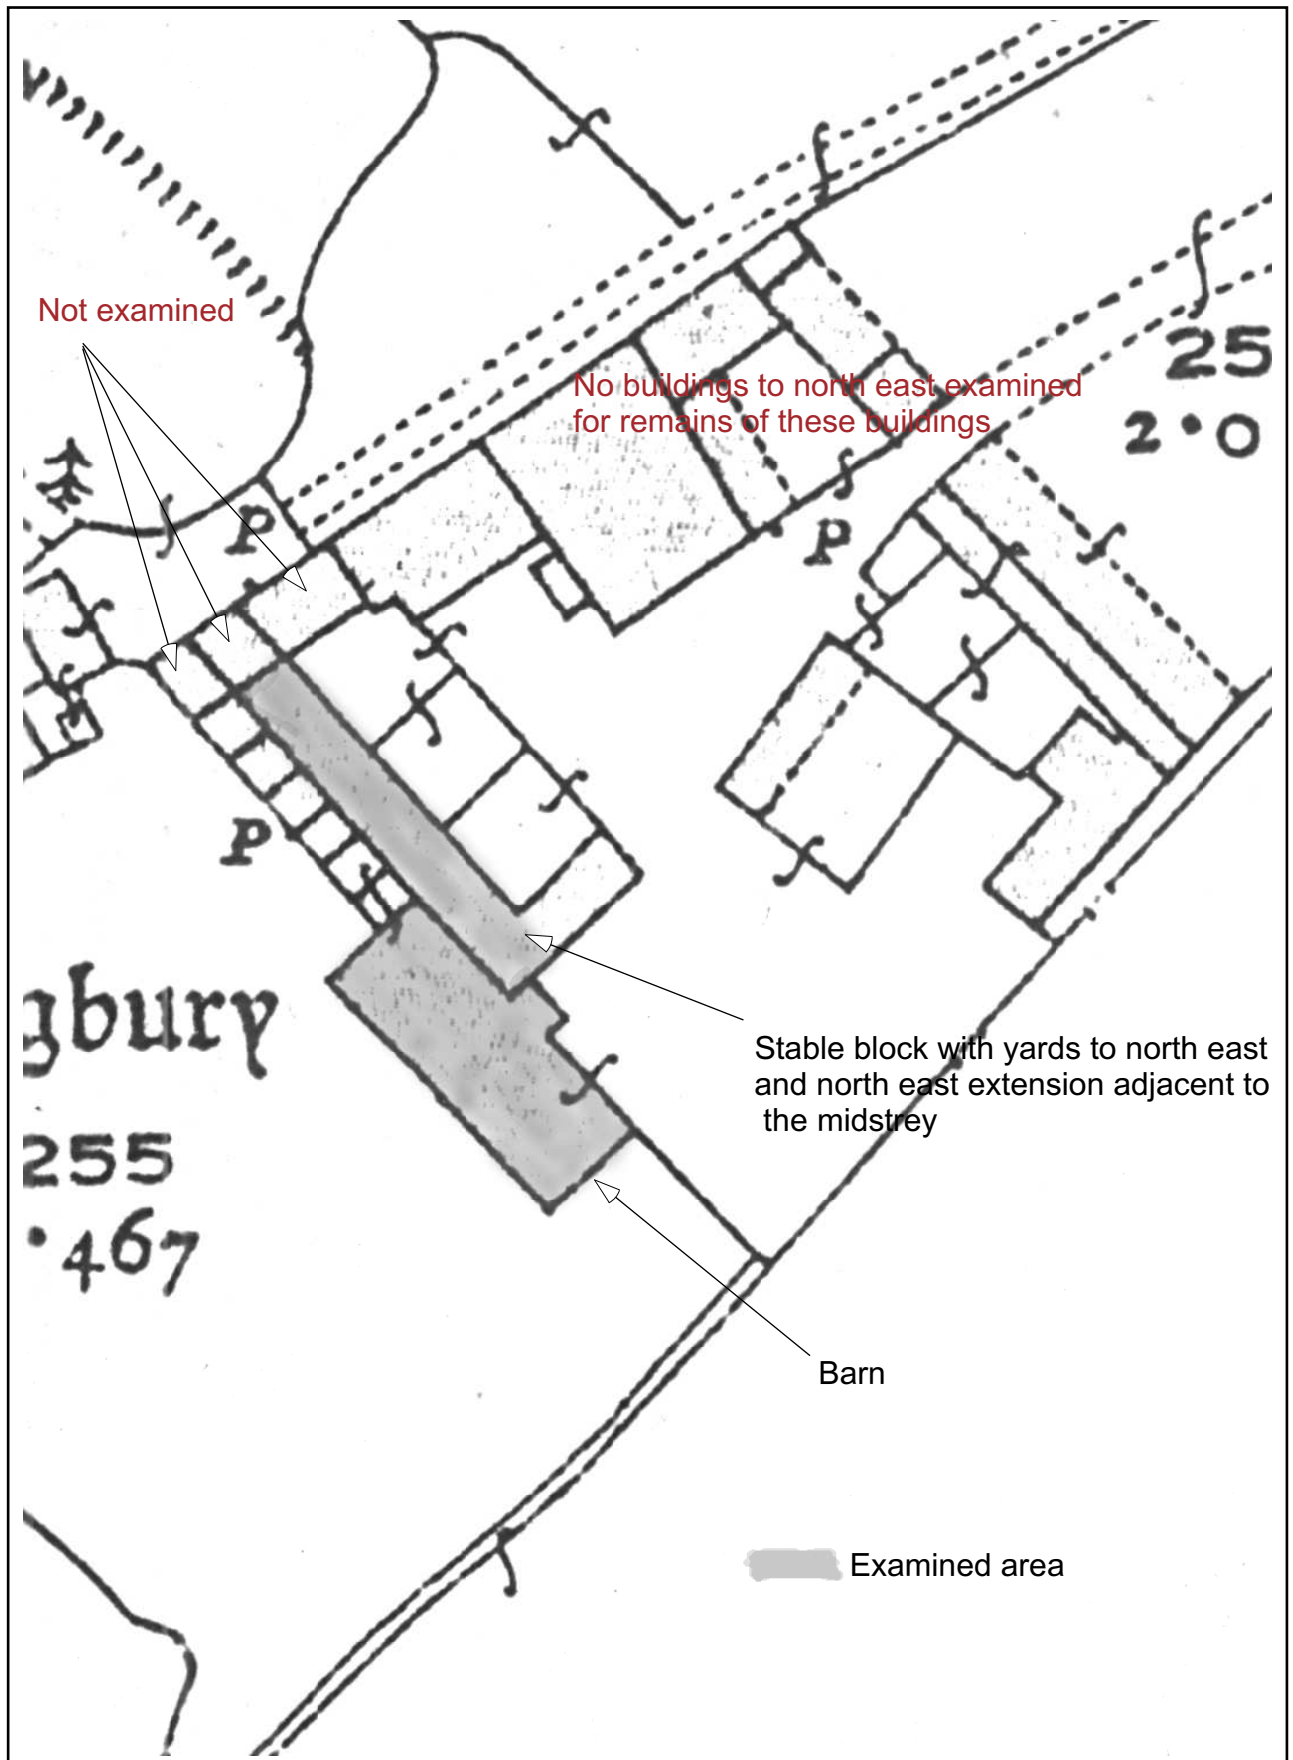 Not examined
No buildings to north east examined
for remains of these buildings
25
2·0
P
P
P
gbury
255
·467
Stable block with yards to north east
and north east extension adjacent to
the midstrey
Barn
Examined area